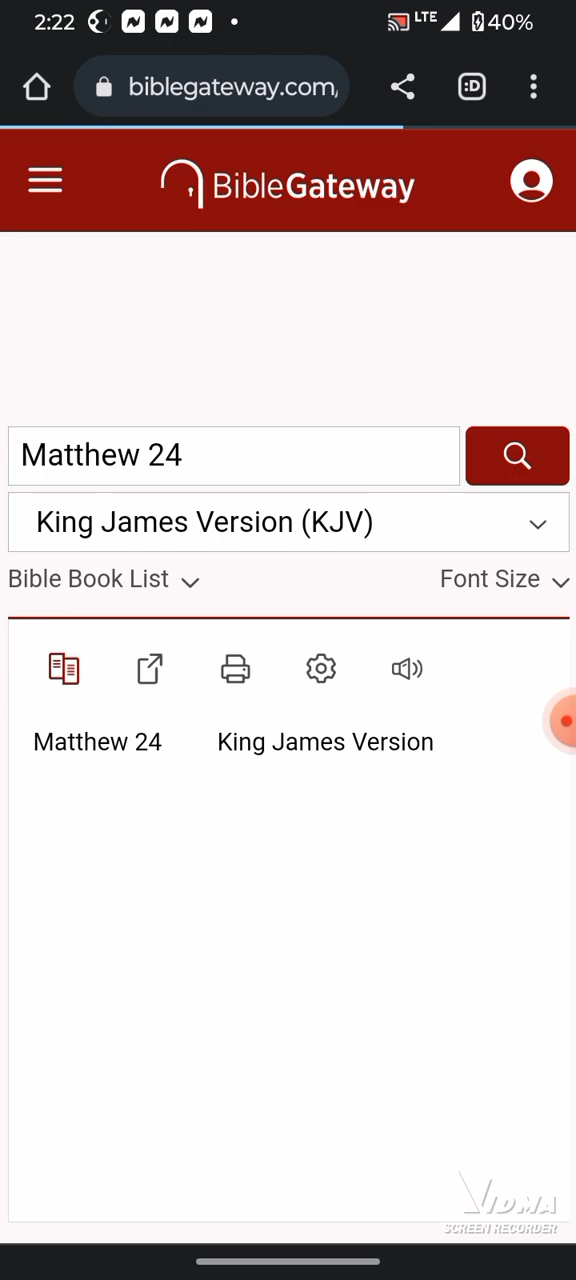 2:22 LTE 40%
biblegateway.com,
:D
BibleGateway
Matthew 24
King James Version (KJV)
Bible Book List Font Size
Matthew 24 King James Version
VIDMA
SCREEN RECORDER